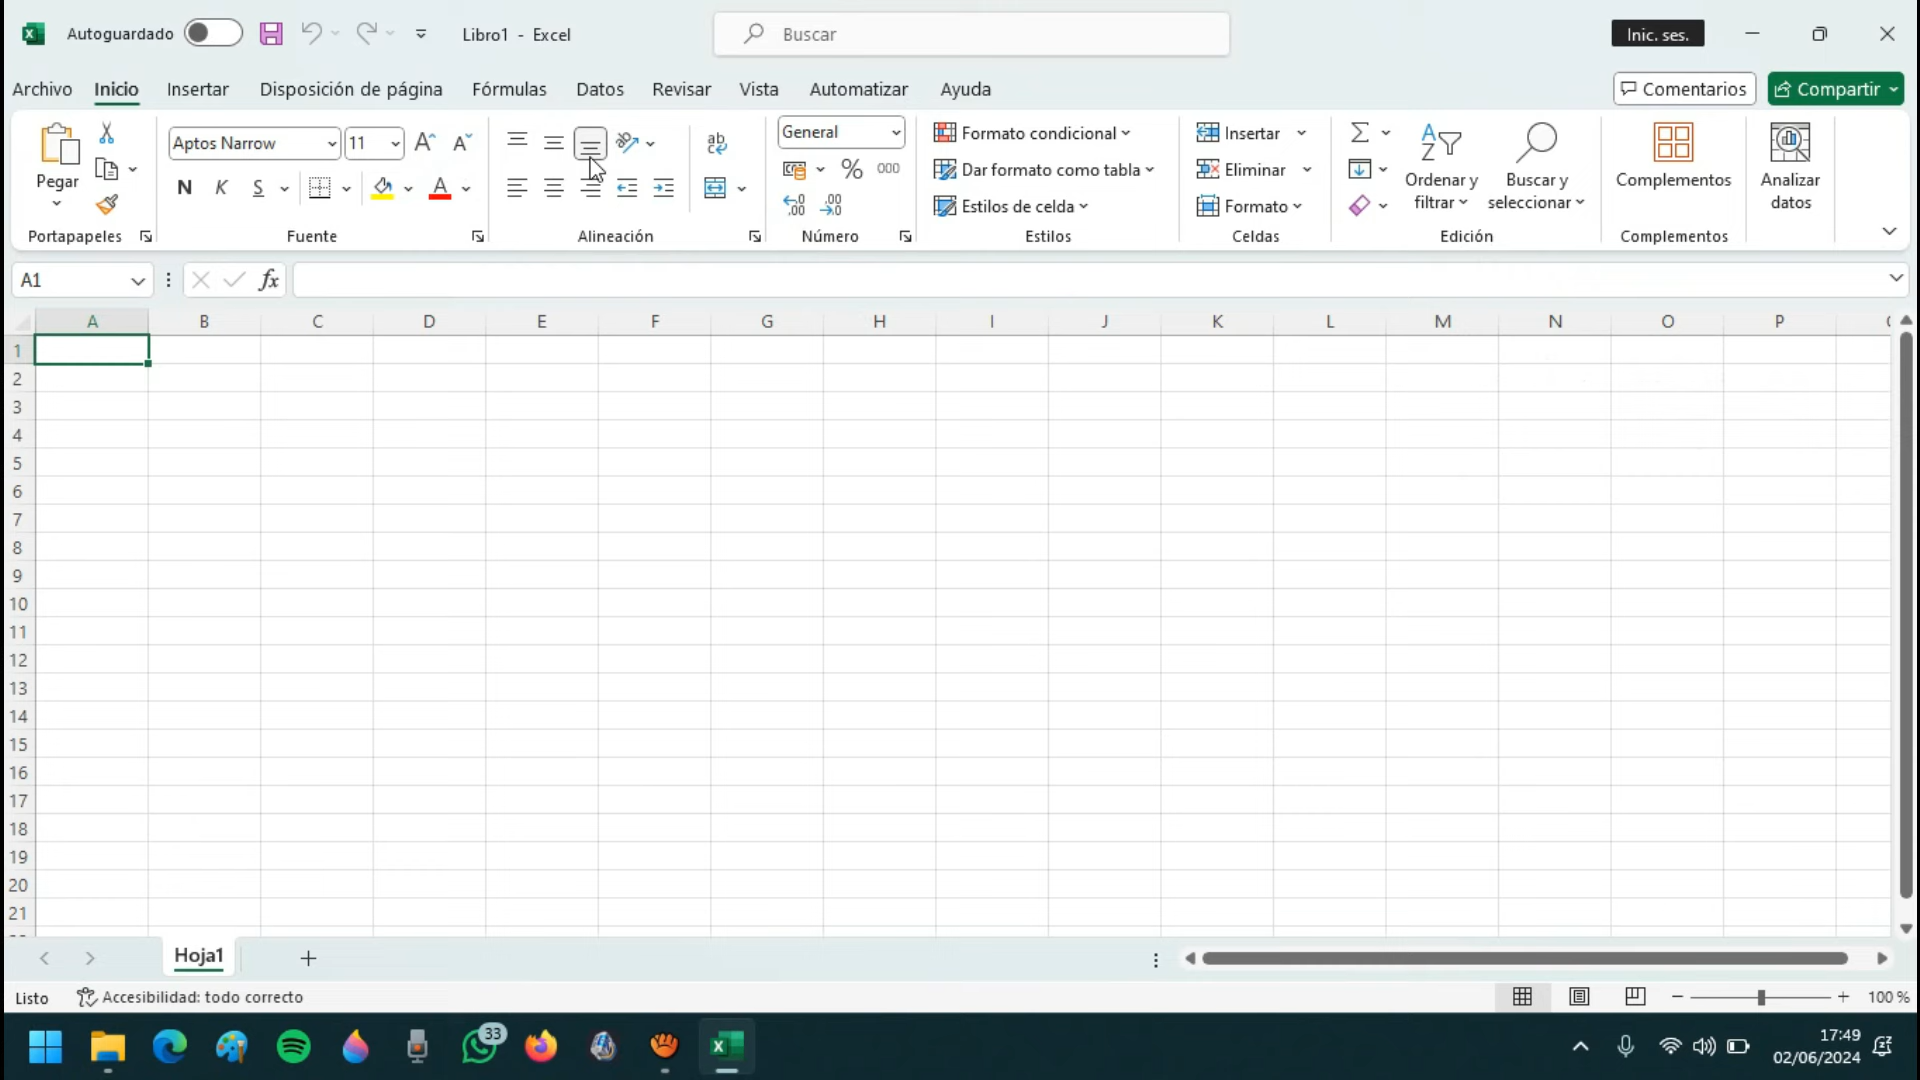 Autoguardado
Libro1 - Excel
Buscar
Inic. ses.
Archivo Inicio Insertar Disposición de página Fórmulas Datos Revisar Vista Automatizar Ayuda
Comentarios
Compartir
Pegar
Portapapeles
Aptos Narrow
11
N K S
A
Fuente
ab
Alineación
General
% 000
Número
Formato condicional
Dar formato como tabla
Estilos de celda
Estilos
Insertar
Eliminar
Formato
Celdas
Ordenar y
filtrar
Buscar y
seleccionar
Edición
Complementos
Complementos
Analizar
datos
A1
fx
A B C D E F G H I J K L M N O P
1
2
3
4
5
6
7
8
9
10
11
12
13
14
15
16
17
18
19
20
21
Hoja1
Listo
Accesibilidad: todo correcto
100 %
33
17:49
02/06/2024